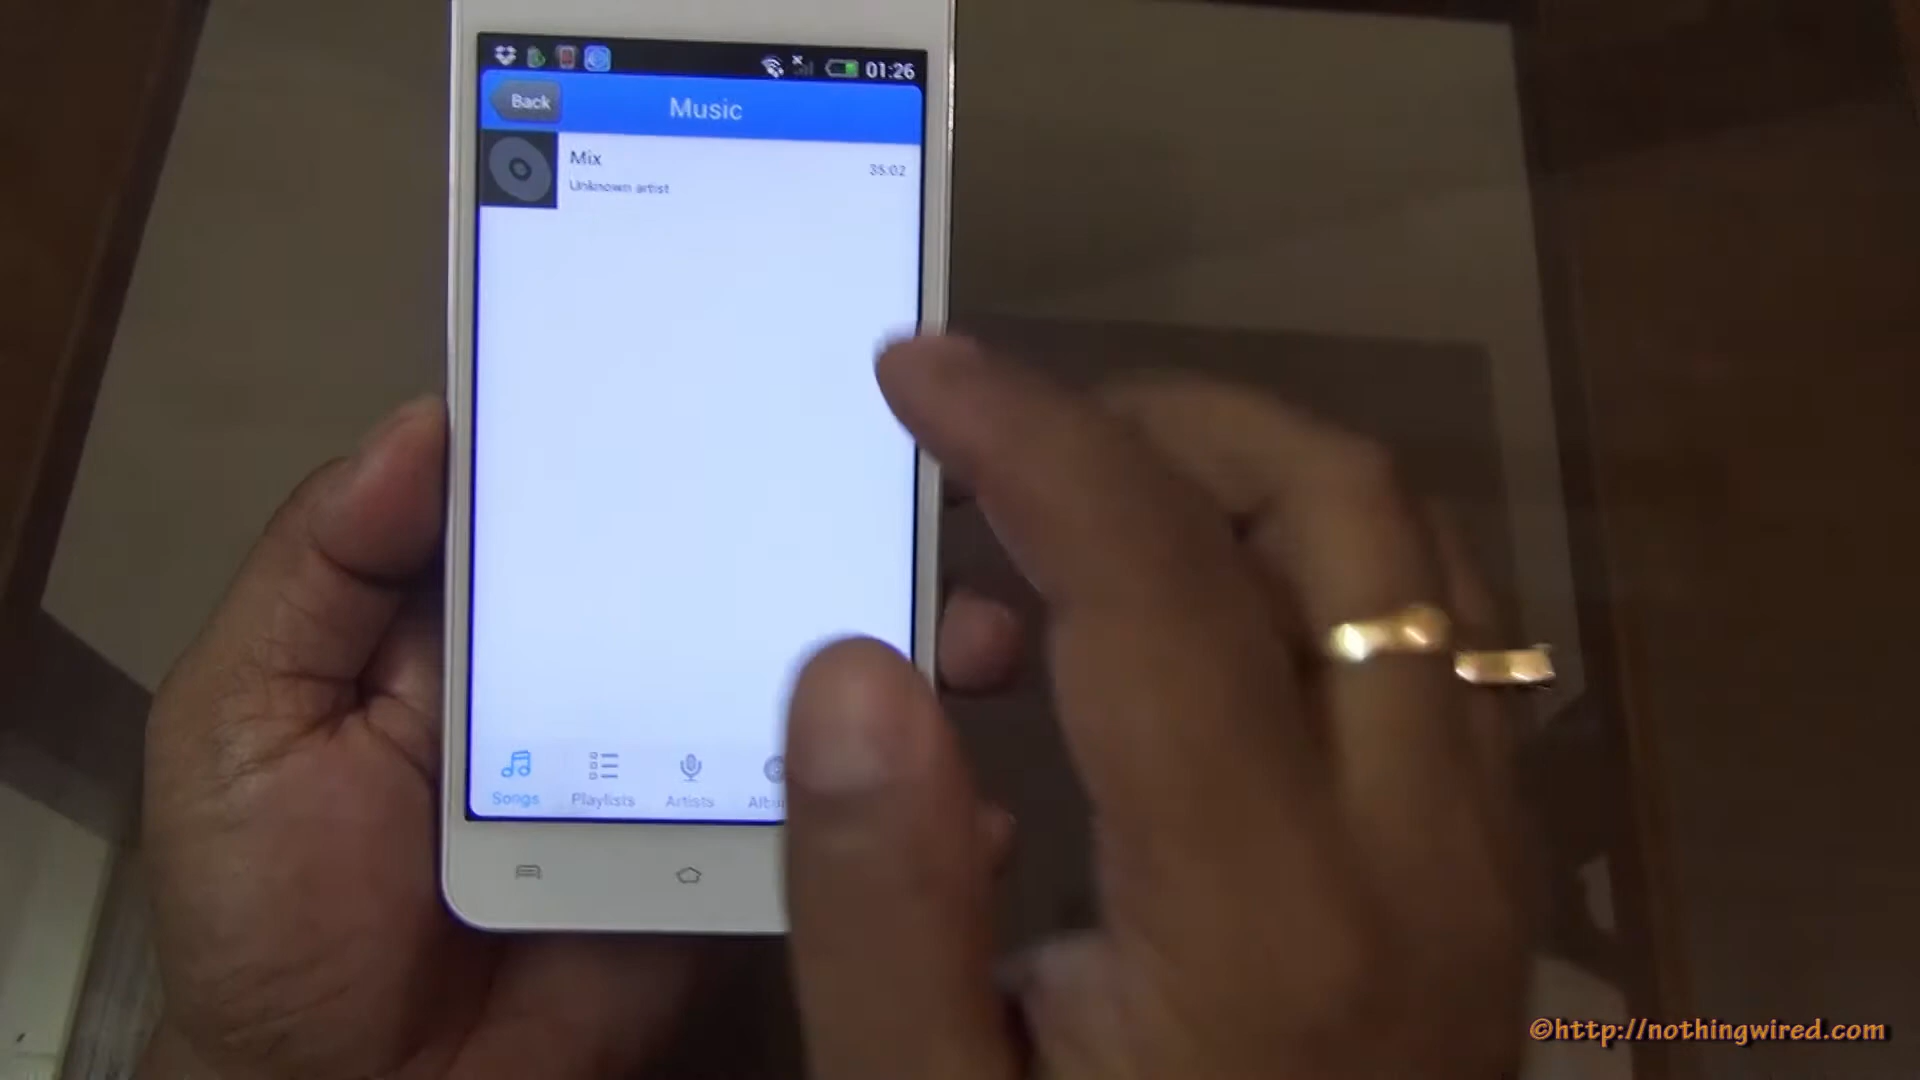 01:26
Back
Music
Mix
35:02
Unknown artist
Songs
Playlists
Artists
©http://nothingwired.com